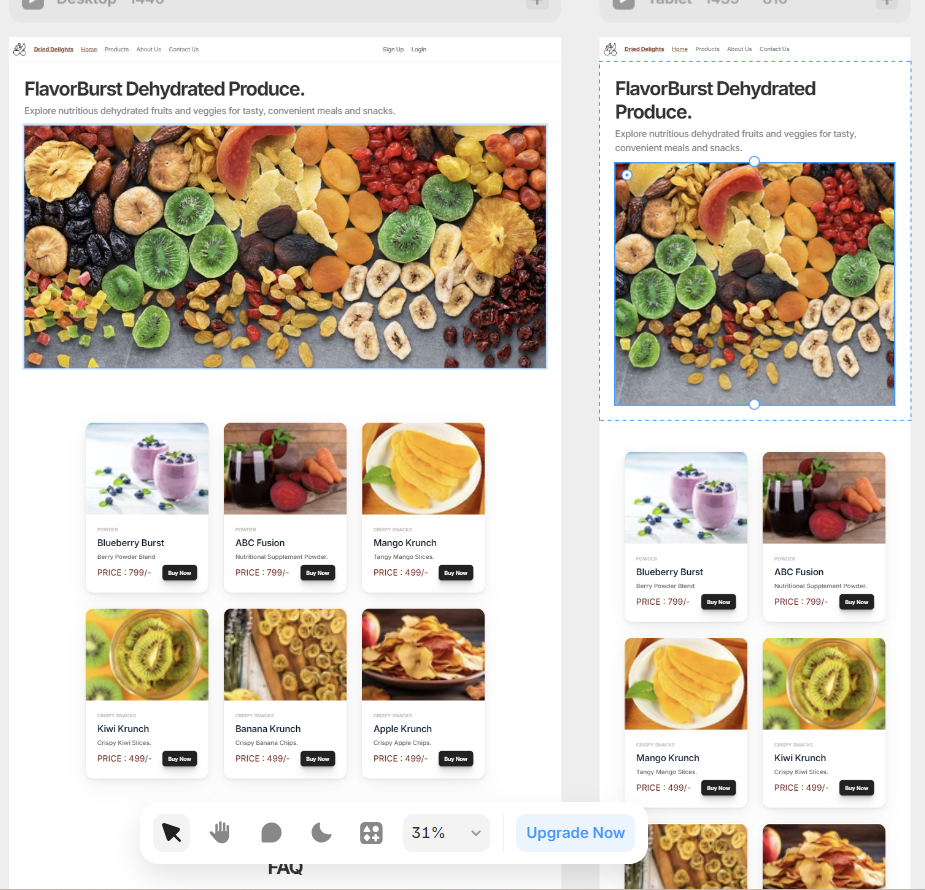 Desktop · 1440
Tablet
1439 – 810
Dried Delights Home Products About Us Contact Us Sign Up Login
FlavorBurst Dehydrated Produce.
Explore nutritious dehydrated fruits and veggies for tasty, convenient meals and snacks.
POWDER
Blueberry Burst
Berry Powder Blend
PRICE : 799/- Buy Now
POWDER
ABC Fusion
Nutritional Supplement Powder.
PRICE : 799/- Buy Now
CRISPY SNACKS
Mango Krunch
Tangy Mango Slices.
PRICE : 499/- Buy Now
CRISPY SNACKS
Kiwi Krunch
Crispy Kiwi Slices.
PRICE : 499/- Buy Now
CRISPY SNACKS
Banana Krunch
Crispy Banana Chips.
PRICE : 499/- Buy Now
CRISPY SNACKS
Apple Krunch
Crispy Apple Chips.
PRICE : 499/- Buy Now
FAQ
Dried Delights Home Products About Us Contact Us
FlavorBurst Dehydrated
Produce.
Explore nutritious dehydrated fruits and veggies for tasty,
convenient meals and snacks.
POWDER
Blueberry Burst
Berry Powder Blend
PRICE : 799/- Buy Now
POWDER
ABC Fusion
Nutritional Supplement Powder.
PRICE : 799/- Buy Now
CRISPY SNACKS
Mango Krunch
Tangy Mango Slices.
PRICE : 499/- Buy Now
CRISPY SNACKS
Kiwi Krunch
Crispy Kiwi Slices.
PRICE : 499/- Buy Now
31% Upgrade Now